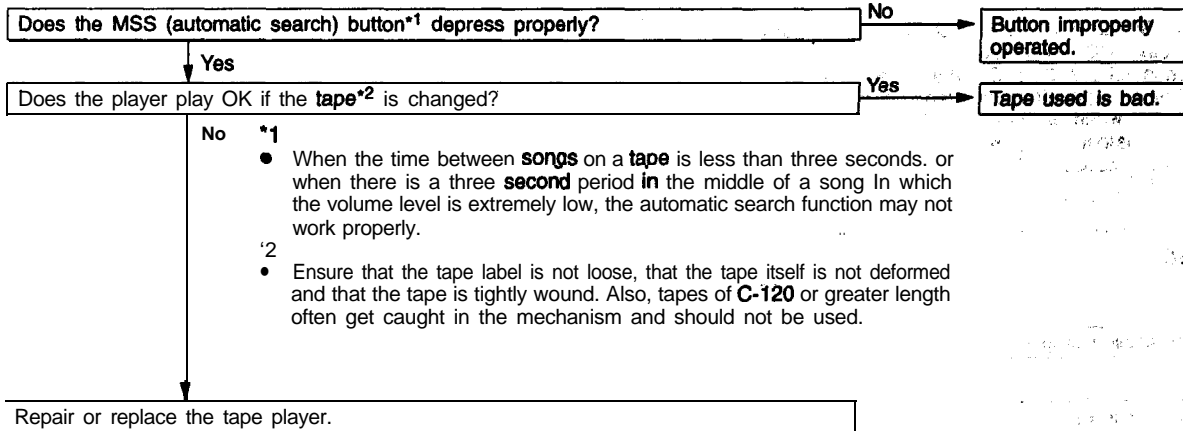 Does the MSS (automatic search) button*1 depress properly?
No
Button improperly
operated.
Yes
Does the player play OK if the tape*2 is changed?
Yes
Tape used is bad.
No
*1
● When the time between songs on a tape is less than three seconds. or
when there is a three second period in the middle of a song In which
the volume level is extremely low, the automatic search function may not
work properly.
‘2
● Ensure that the tape label is not loose, that the tape itself is not deformed
and that the tape is tightly wound. Also, tapes of C-120 or greater length
often get caught in the mechanism and should not be used.
Repair or replace the tape player.